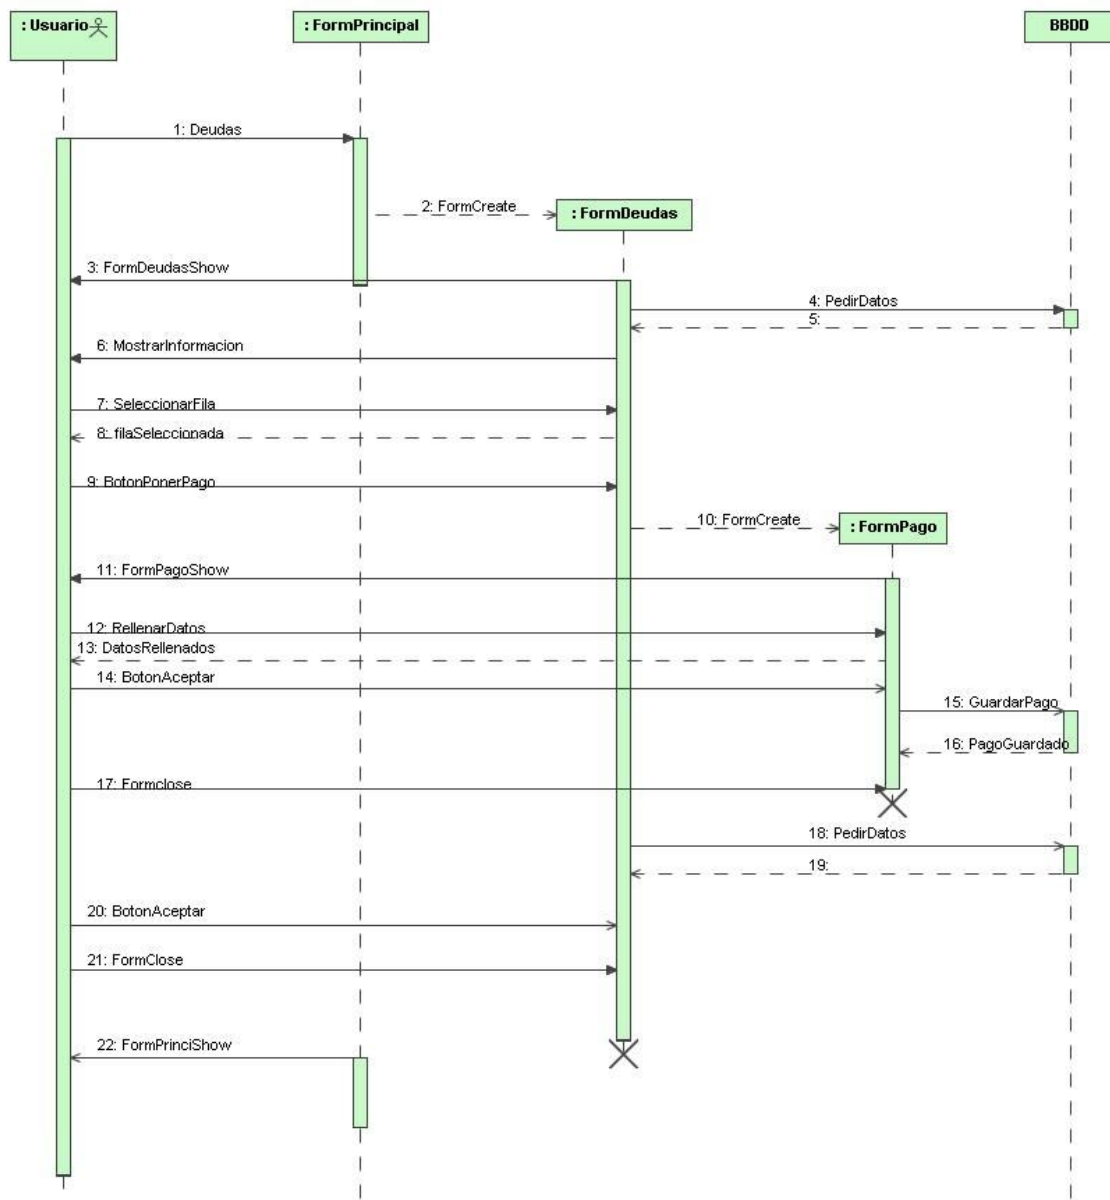 : Usuario
: FormPrincipal
BBDD
1: Deudas
2: FormCreate
: FormDeudas
3: FormDeudasShow
4: PedirDatos
5:
6: MostrarInformacion
7: SeleccionarFila
8: filaSeleccionada
9: BotonPonerPago
10: FormCreate
: FormPago
11: FormPagoShow
12: RellenarDatos
13: DatosRellenados
14: BotonAceptar
15: GuardarPago
16: PagoGuardado
17: Formclose
18: PedirDatos
19:
20: BotonAceptar
21: FormClose
22: FormPrinciShow